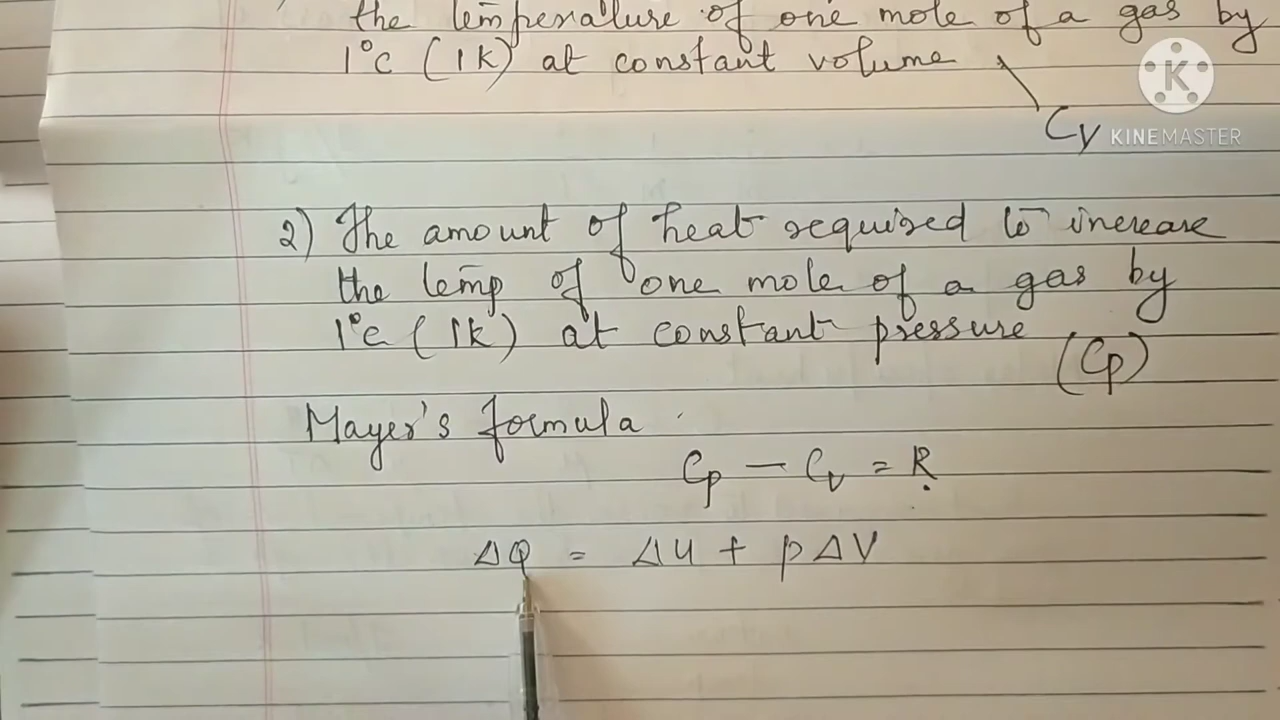 the temperature of one mole of a gas by
1°c (1K) at constant volume
Cv
K
KINEMASTER
2) The amount of heat required to increase
the temp of one mole of a gas by
1°c (1k) at constant pressure
(Cp)
Mayer's formula
Cp — Cv = R
ΔQ = ΔU + pΔV